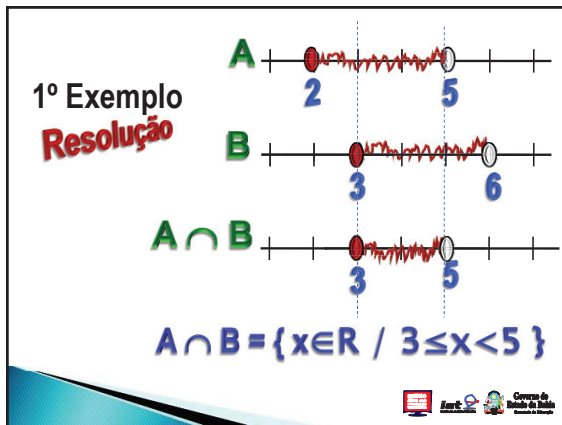 A
2 5
1º Exemplo
Resolução
B
3 6
A ∩ B
3 5
A ∩ B = { x∈R / 3≤x<5 }
Governo do
Estado da Bahia